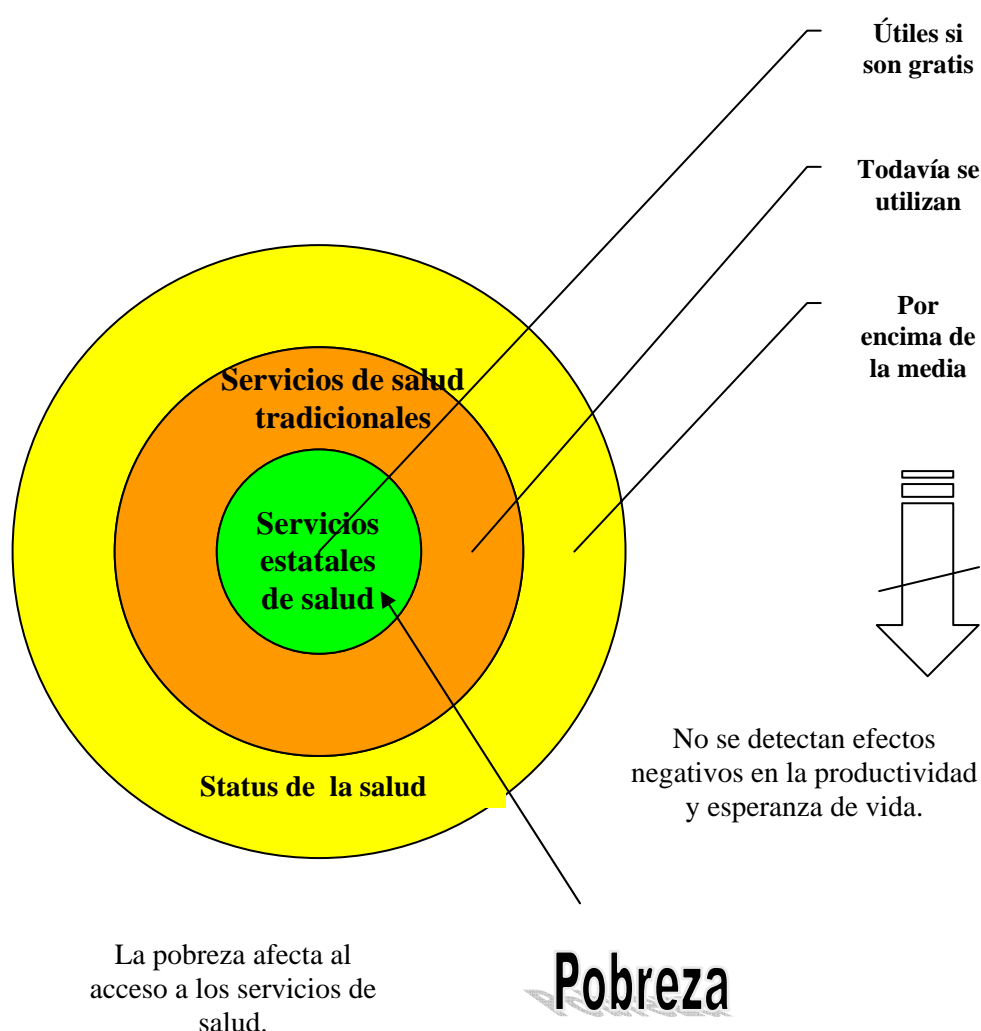 Útiles si
son gratis
Todavía se
utilizan
Por
encima de
la media
Servicios de salud
tradicionales
Servicios
estatales
de salud
Status de la salud
No se detectan efectos
negativos en la productividad
y esperanza de vida.
La pobreza afecta al
acceso a los servicios de
salud.
Pobreza